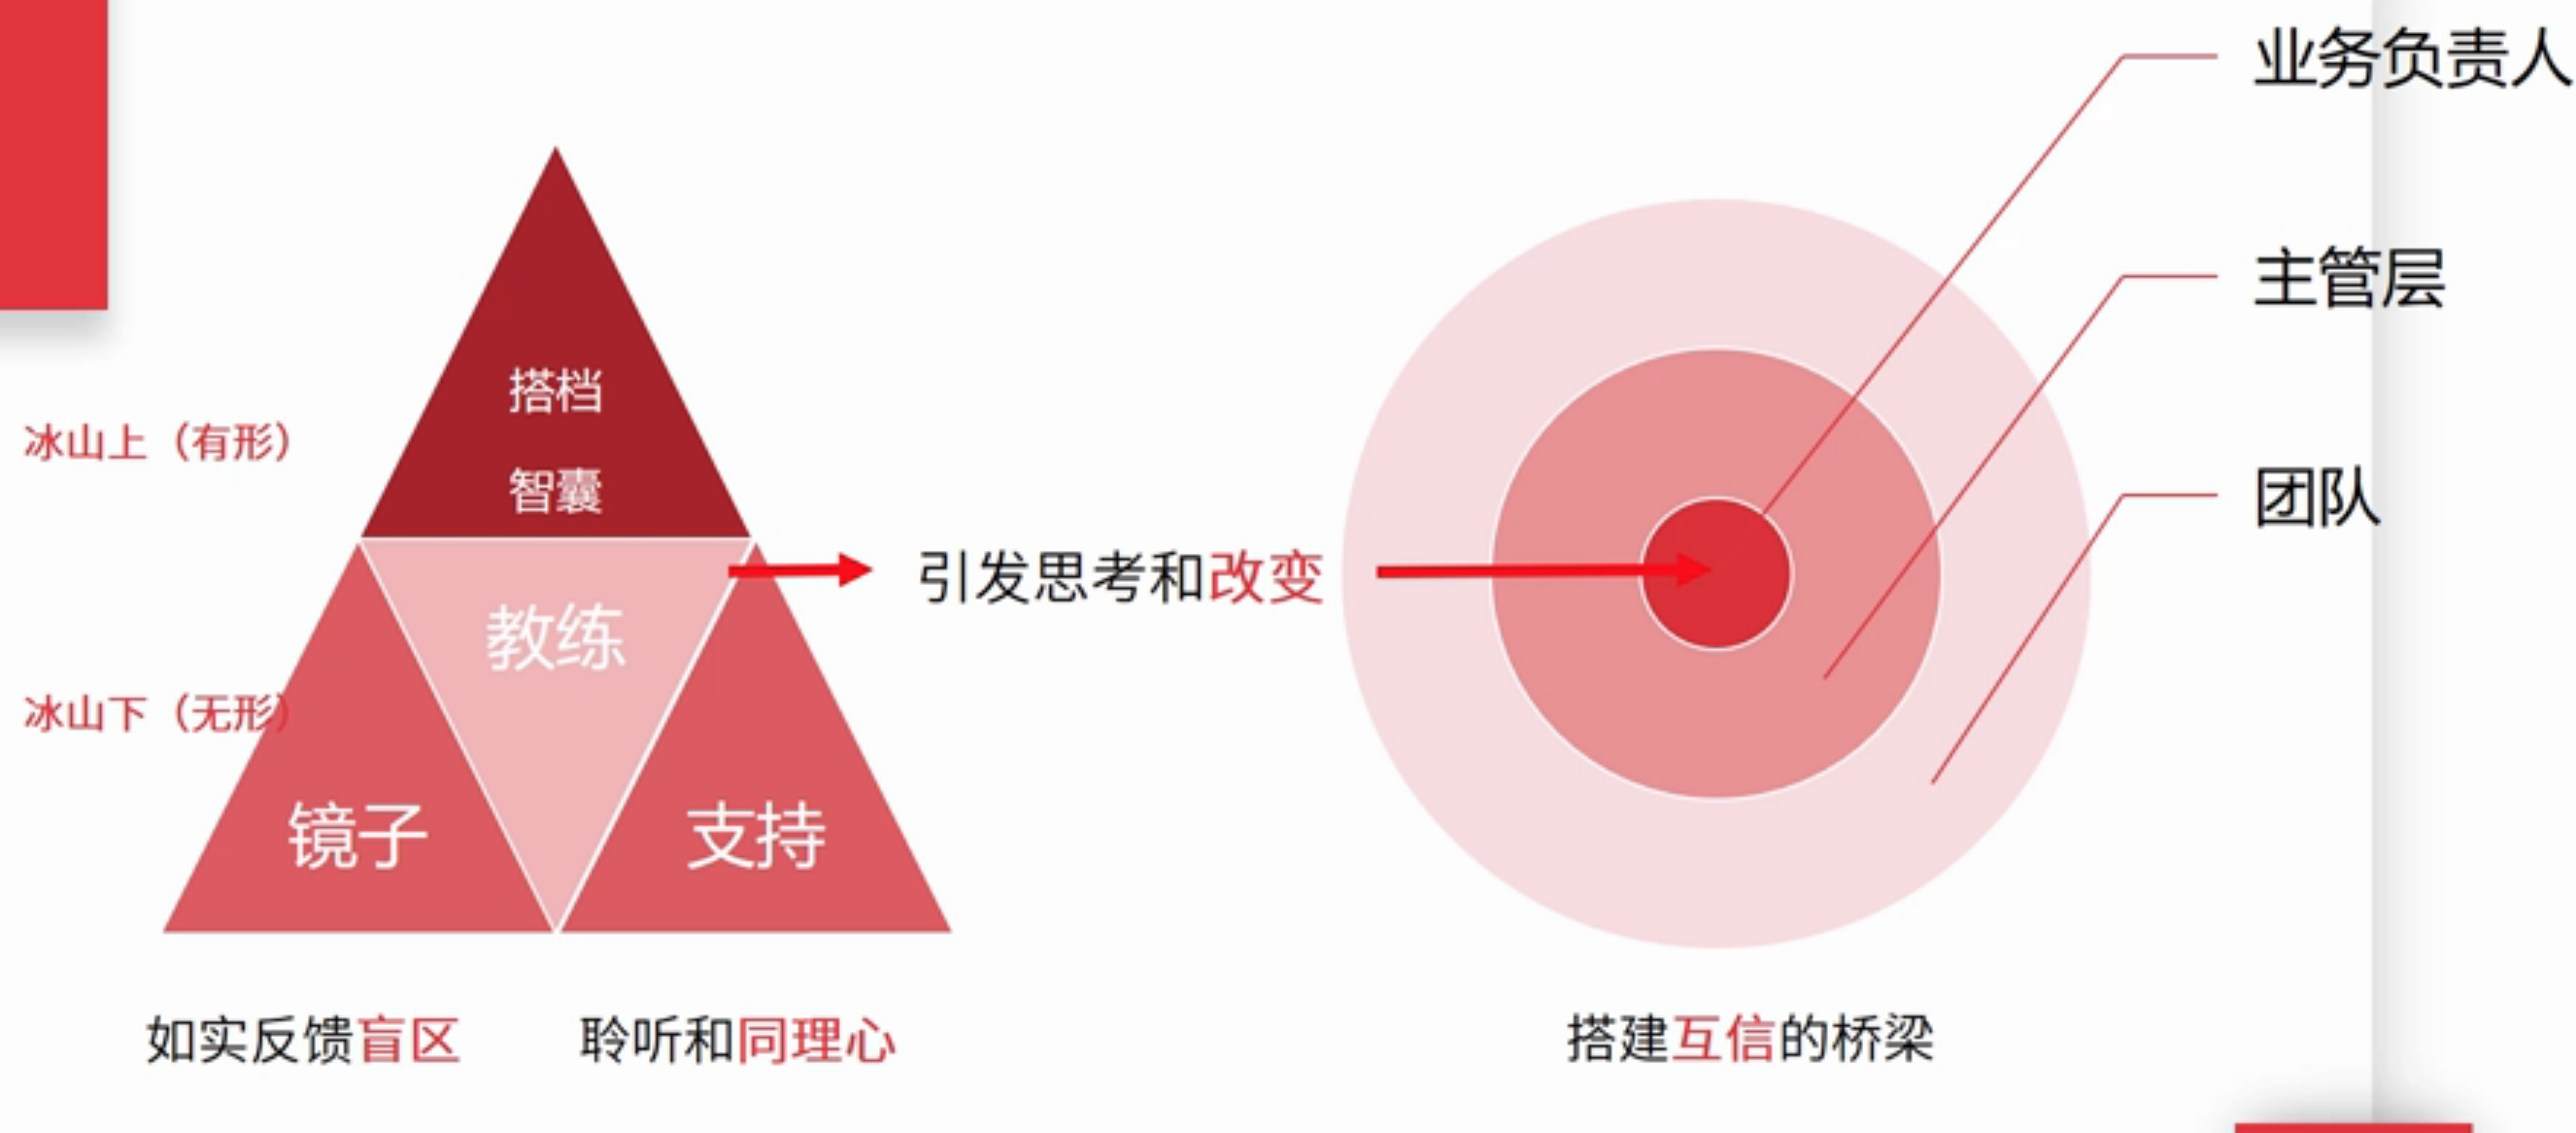 业务负责人
主管层
团队
搭档
智囊
冰山上（有形）
引发思考和改变
教练
冰山下（无形）
镜子
支持
如实反馈盲区
聆听和同理心
搭建互信的桥梁